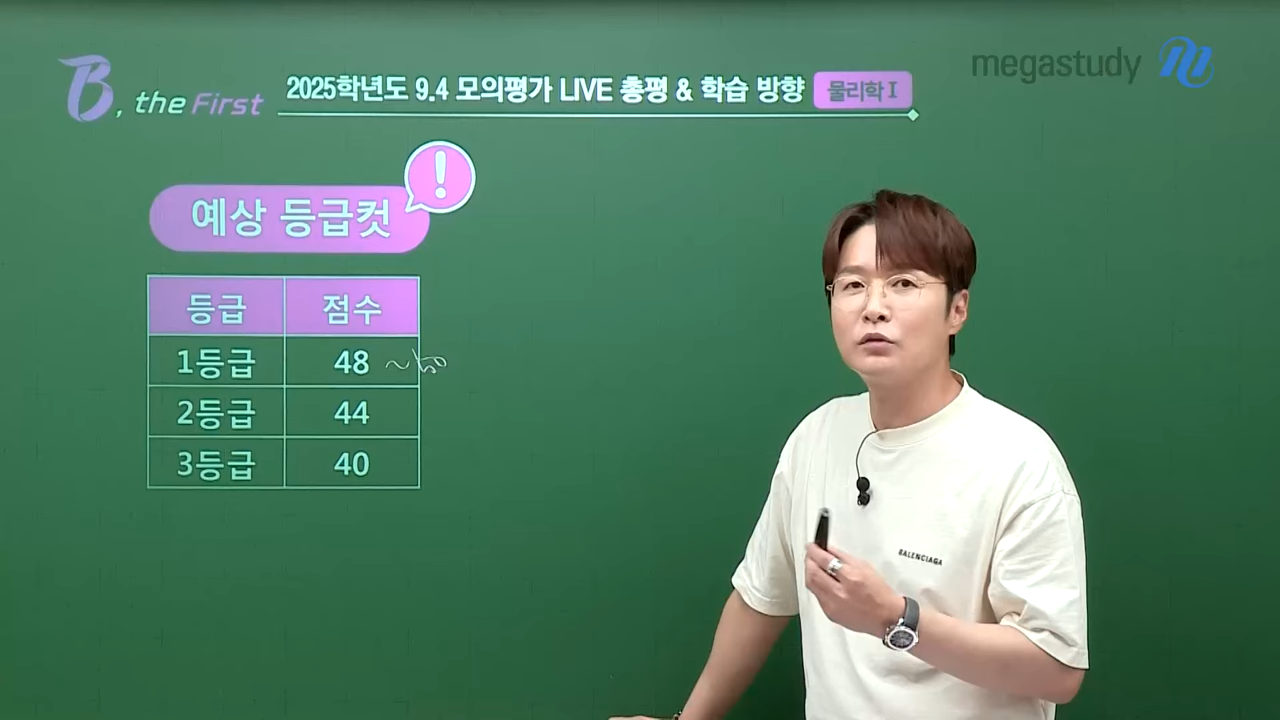 megastudy
B, the First
2025학년도 9.4 모의평가 LIVE 총평 & 학습 방향 물리학 I
예상 등급컷 !
등급 점수
1등급 48 ~50
2등급 44
3등급 40
BALENCIAGA